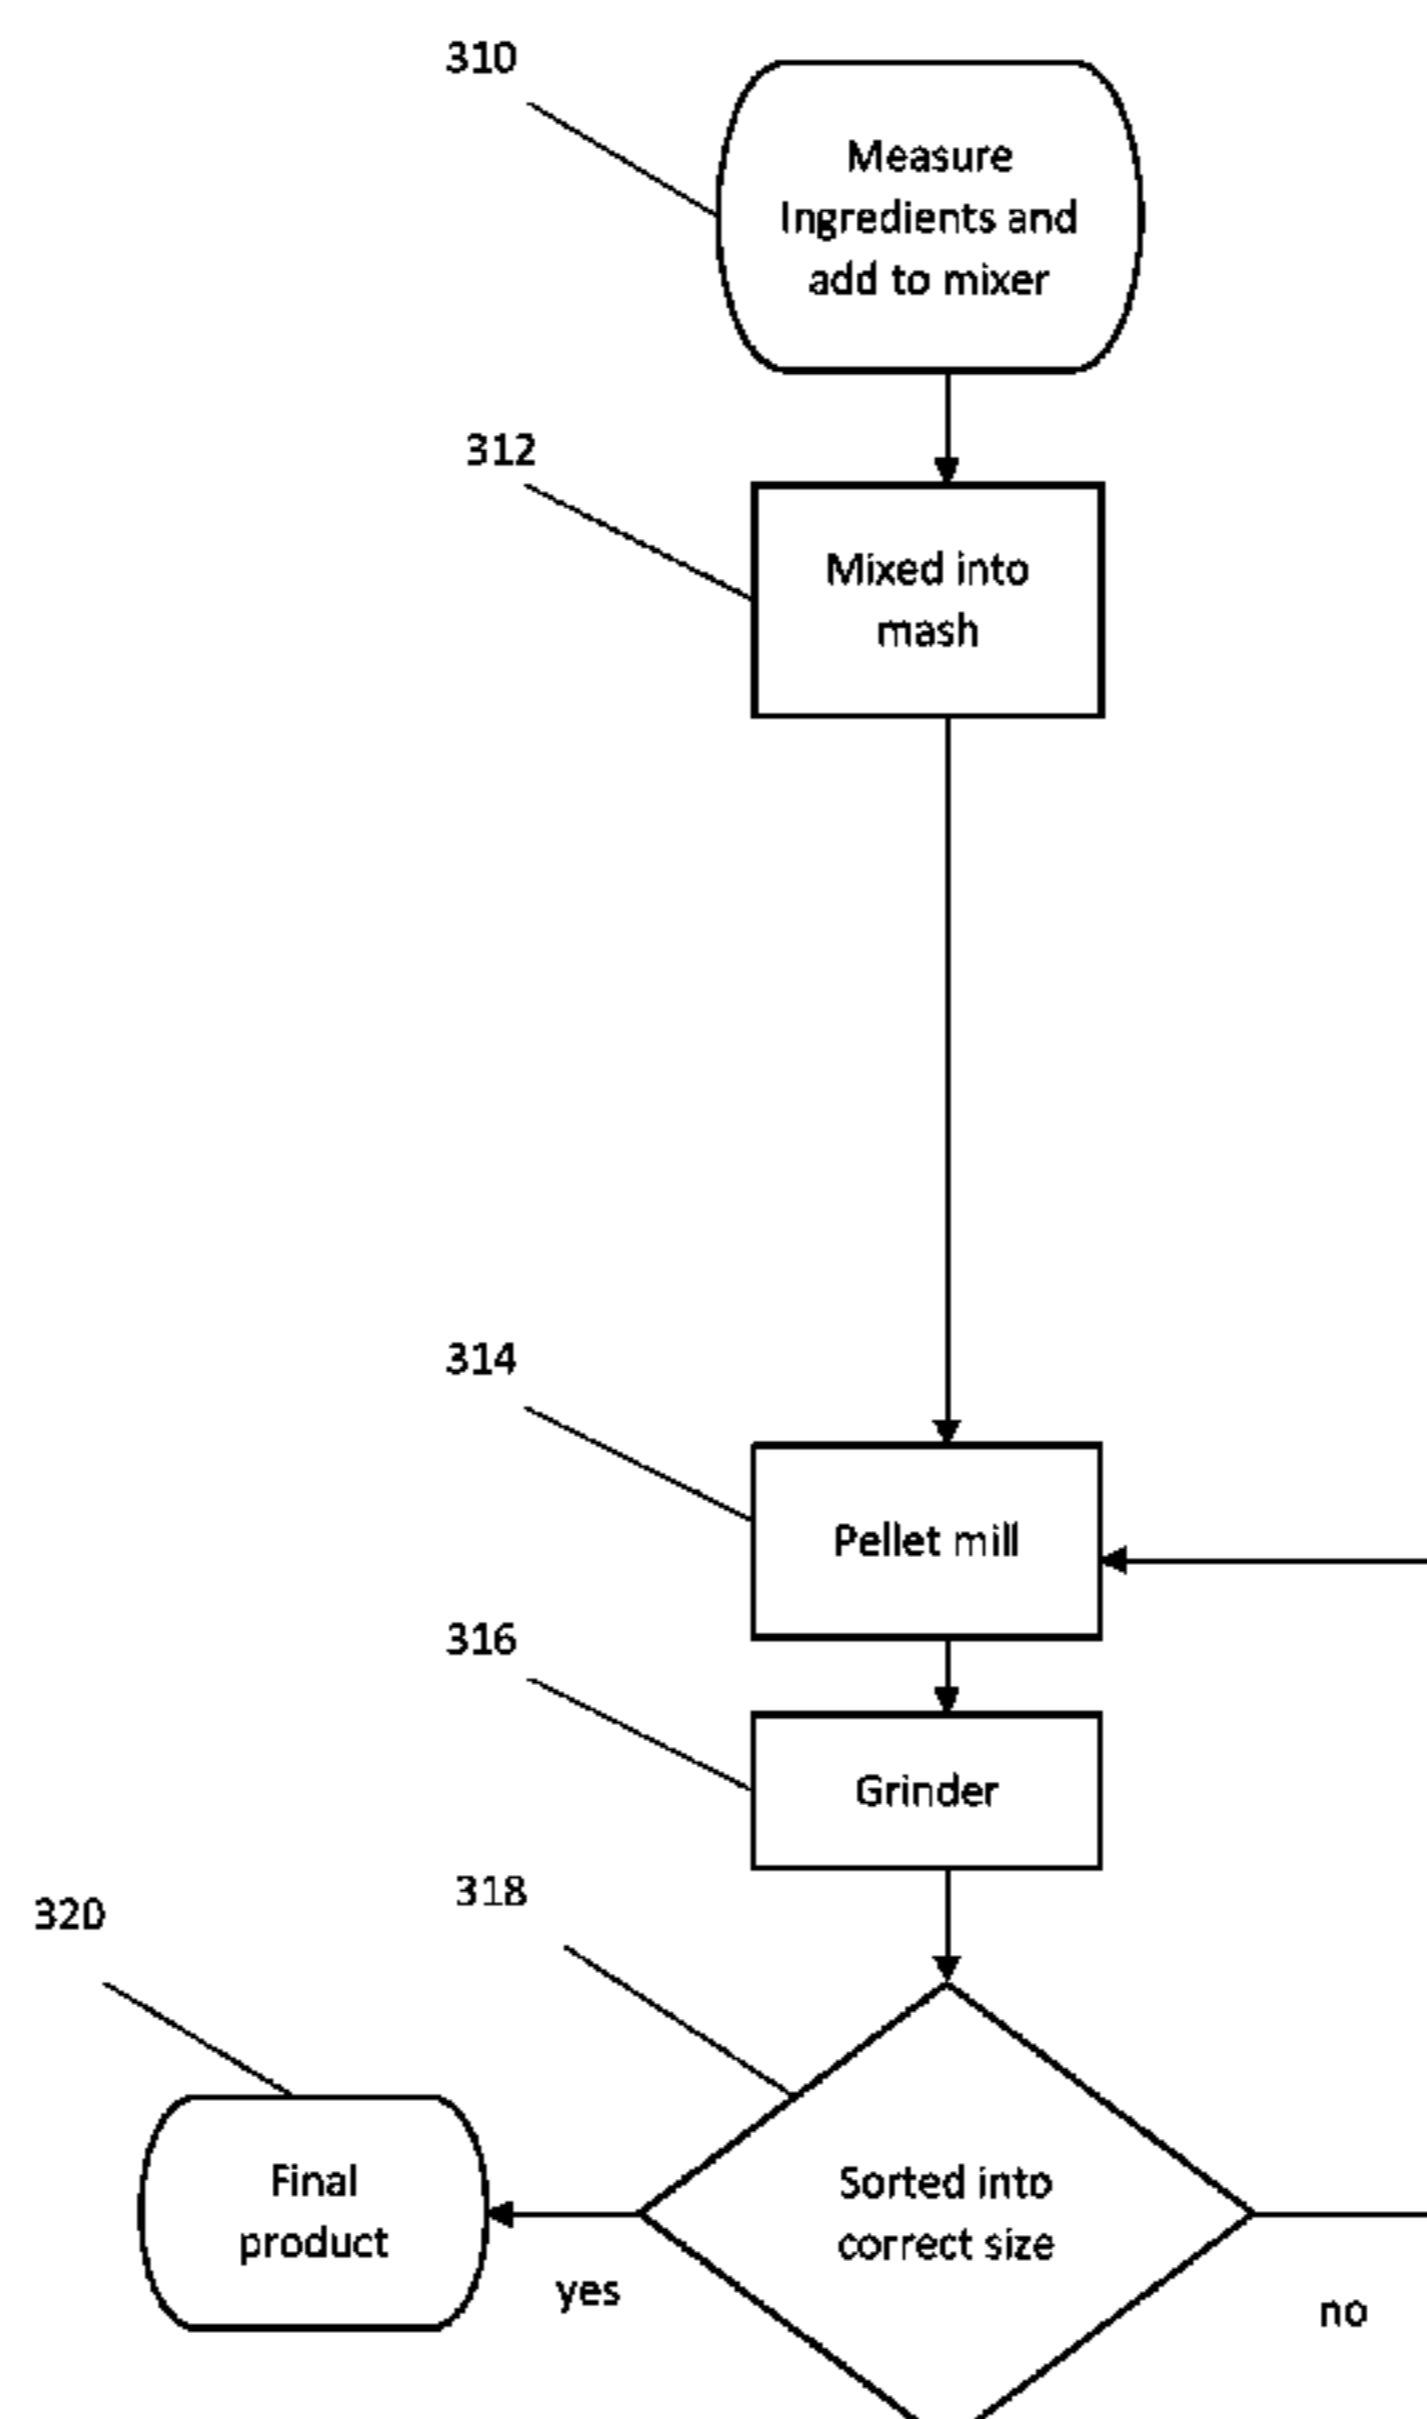 310
Measure
Ingredients and
add to mixer
312
Mixed into
mash
314
Pellet mill
316
Grinder
318
320
Sorted into
correct size
Final
product
yes
no